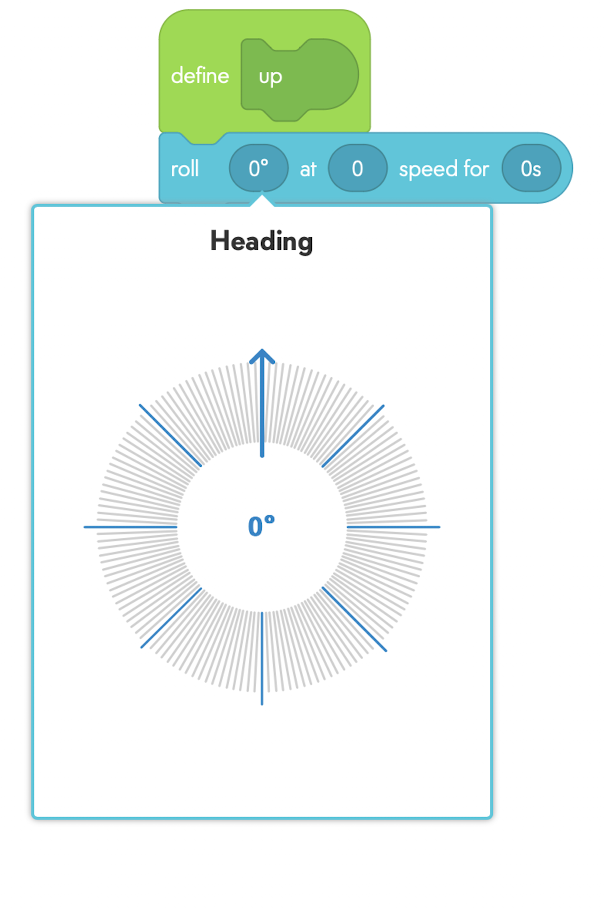 define up
roll 0° at 0 speed for 0s
Heading
0°